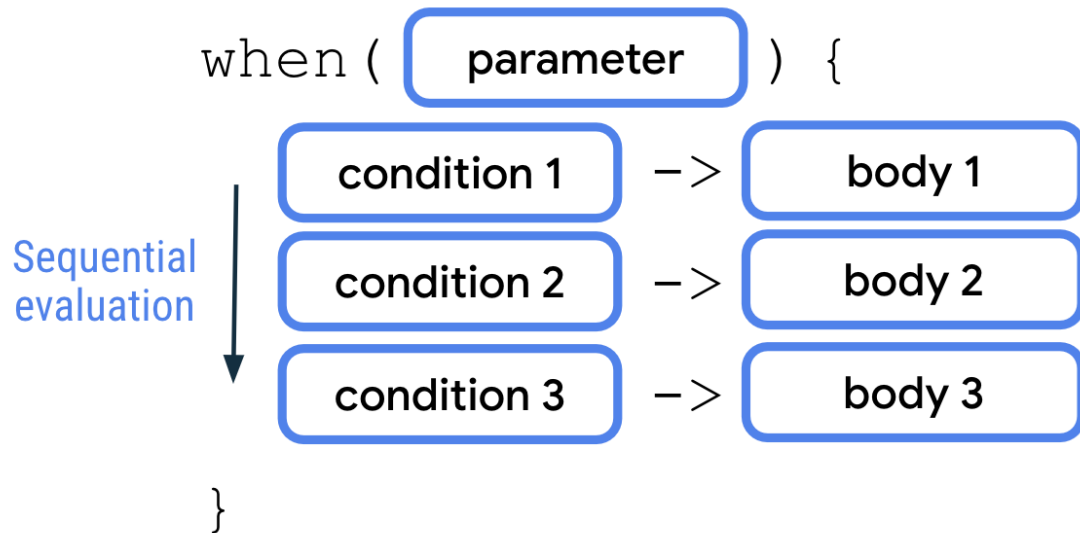 when ( parameter ) {
condition 1 -> body 1
Sequential
evaluation
condition 2 -> body 2
condition 3 -> body 3
}